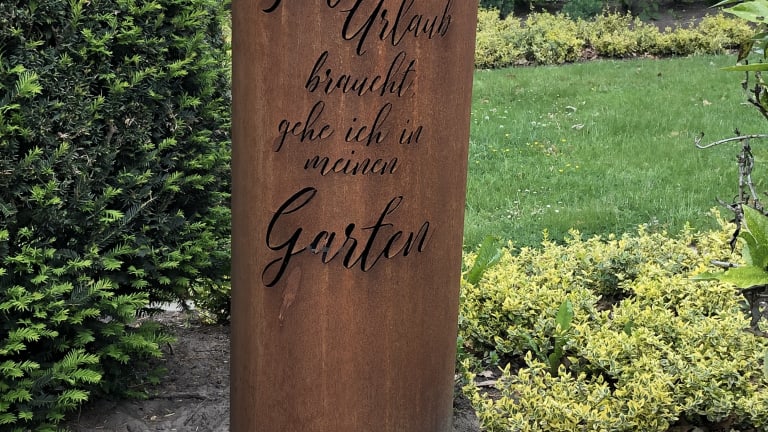 Urlaub
braucht
gehe ich in
meinen
Garten